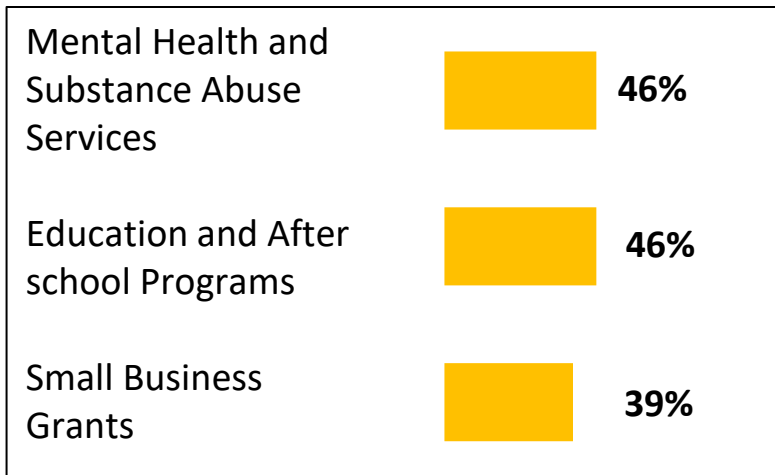 Mental Health and
Substance Abuse
Services
46%
Education and After
school Programs
46%
Small Business
Grants
39%